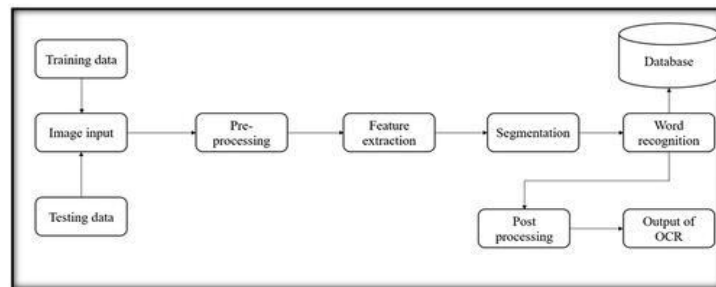 Training data
Database
Image input
Pre-
processing
Feature
extraction
Segmentation
Word
recognition
Testing data
Post
processing
Output of
OCR